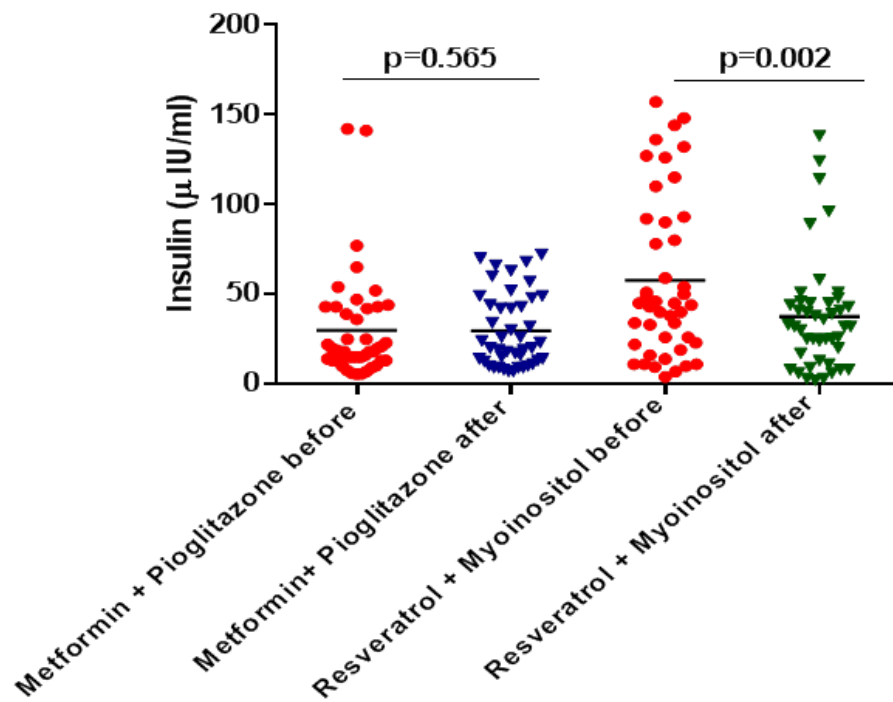 200
p=0.565
p=0.002
150
Insulin (μ IU/ml)
100
50
0
Metformin + Pioglitazone before
Metformin+ Pioglitazone after
Resveratrol + Myoinositol before
Resveratrol + Myoinositol after